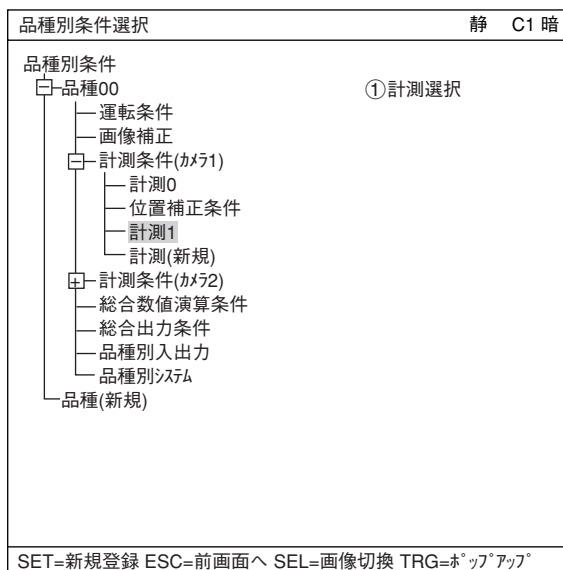 品種別条件選択 静 C1 暗
品種別条件
品種00 ①計測選択
運転条件
画像補正
計測条件(ｶﾒﾗ1)
計測0
位置補正条件
計測1
計測(新規)
計測条件(ｶﾒﾗ2)
総合数値演算条件
総合出力条件
品種別入出力
品種別ｼｽﾃﾑ
品種(新規)
SET=新規登録 ESC=前画面へ SEL=画像切換 TRG=ﾎﾟｯﾌﾟｱｯﾌﾟ